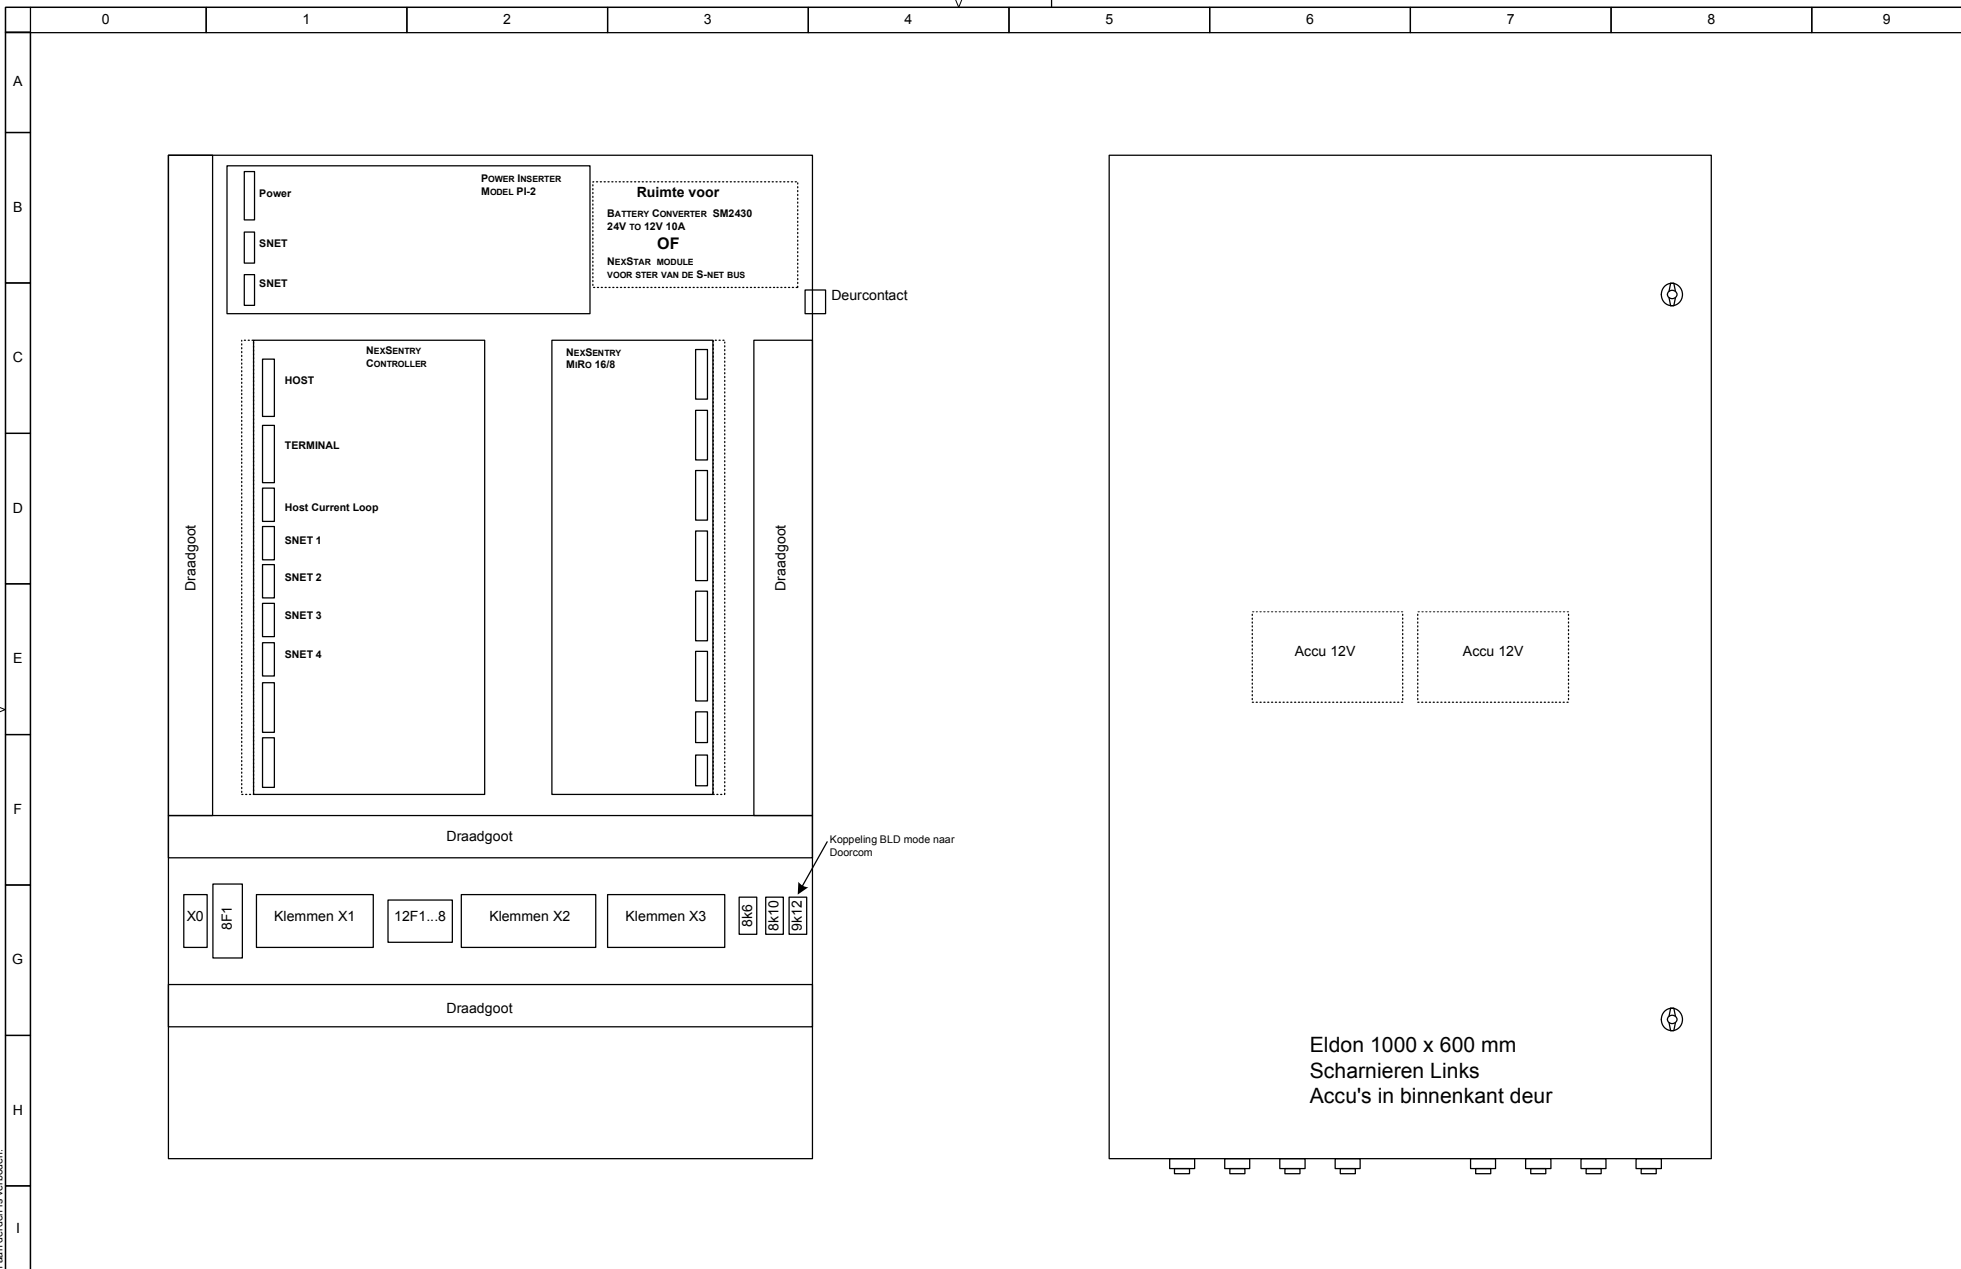 0 1 2 3 4 5 6 7 8 9
A
B
C
D
E
F
G
H
I
POWER INSERTER
MODEL PI-2
Power
SNET
SNET
Ruimte voor
BATTERY CONVERTER SM2430
24V TO 12V 10A
OF
NEXSTAR MODULE
VOOR STER VAN DE S-NET BUS
Deurcontact
NEXSENTRY
CONTROLLER
HOST
TERMINAL
Host Current Loop
SNET 1
SNET 2
SNET 3
SNET 4
NEXSENTRY
MIRO 16/8
Draadgoot
Draadgoot
Draadgoot
Koppeling BLD mode naar
Doorcom
X0
8F1
Klemmen X1
12F1...8
Klemmen X2
Klemmen X3
8k6
8k10
9k12
Draadgoot
Accu 12V
Accu 12V
Eldon 1000 x 600 mm
Scharnieren Links
Accu's in binnenkant deur